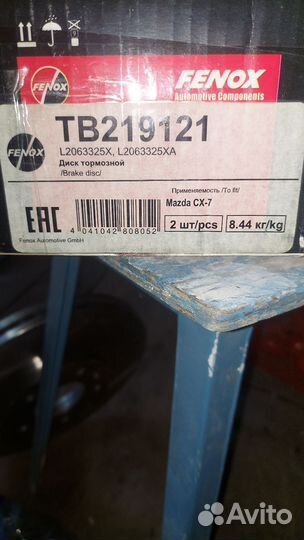 FENOX
FENOX
Automotive Components
TB219121
FENOX
L2063325X, L2063325XA
Диск тормозной
/Brake disc/
Применяемость /To fit/
Mazda CX-7
EAC
4 041042 808052
2 шт/pcs
8.44 кг/kg
Fenox Automotive GmbH
Avito